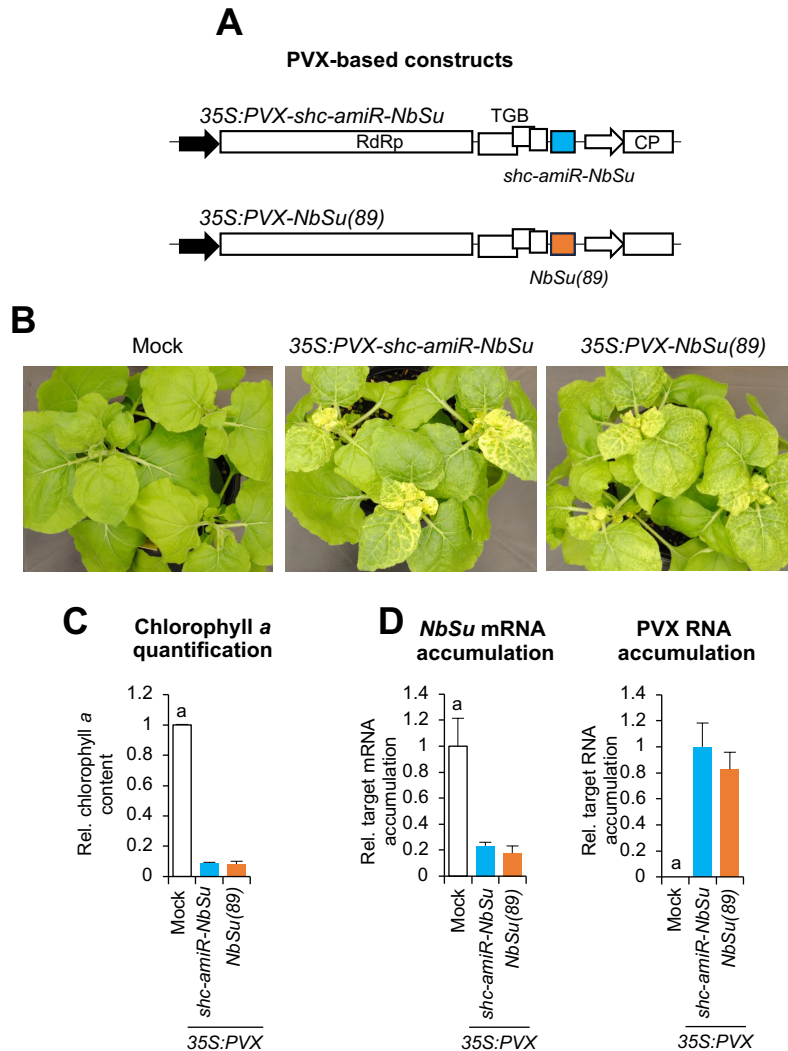 A
PVX-based constructs
35S:PVX-shc-amiR-NbSu
TGB
RdRp
CP
shc-amiR-NbSu
35S:PVX-NbSu(89)
NbSu(89)
B
Mock
35S:PVX-shc-amiR-NbSu
35S:PVX-NbSu(89)
C
Chlorophyll a
quantification
Rel. chlorophyll a
content
1.2
1
0.8
0.6
0.4
0.2
0
a
Mock
shc-amiR-NbSu
NbSu(89)
35S:PVX
D
NbSu mRNA
accumulation
Rel. target mRNA
accumulation
1.4
1.2
1
0.8
0.6
0.4
0.2
0
a
Mock
shc-amiR-NbSu
NbSu(89)
35S:PVX
PVX RNA
accumulation
Rel. target RNA
accumulation
1.4
1.2
1
0.8
0.6
0.4
0.2
0
a
Mock
shc-amiR-NbSu
NbSu(89)
35S:PVX